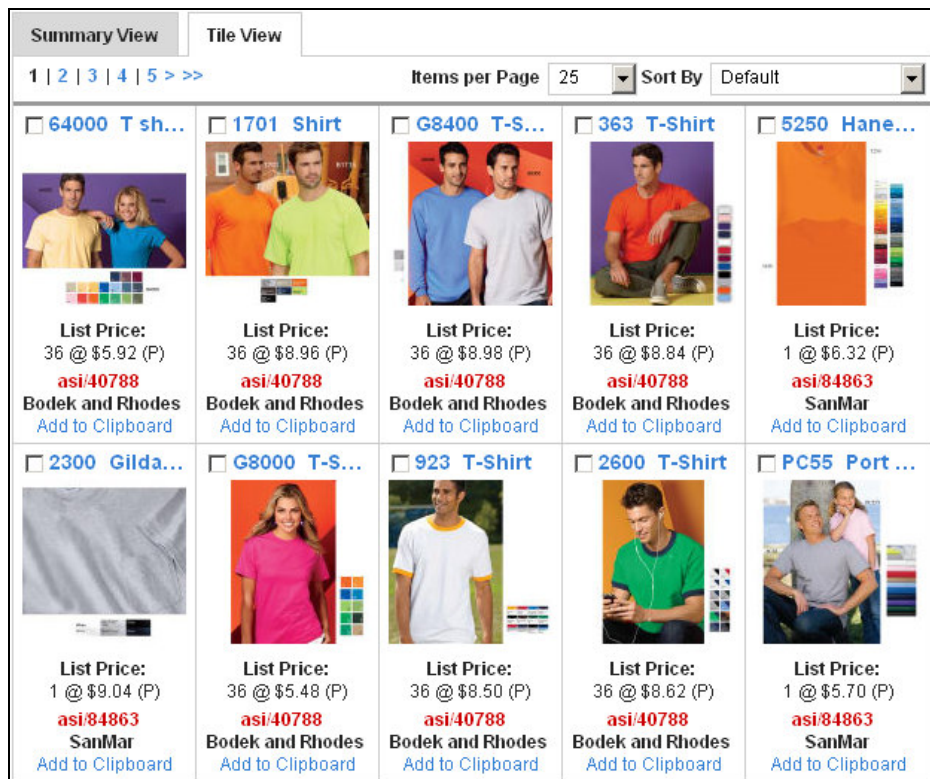 Summary View Tile View
1 | 2 | 3 | 4 | 5 > >> Items per Page 25 Sort By Default
64000 T sh... 1701 Shirt G8400 T-S... 363 T-Shirt 5250 Hane...
List Price: List Price: List Price: List Price: List Price:
36 @ $5.92 (P) 36 @ $8.96 (P) 36 @ $8.98 (P) 36 @ $8.84 (P) 1 @ $6.32 (P)
asi/40788 asi/40788 asi/40788 asi/40788 asi/84863
Bodek and Rhodes Bodek and Rhodes Bodek and Rhodes Bodek and Rhodes SanMar
Add to Clipboard Add to Clipboard Add to Clipboard Add to Clipboard Add to Clipboard
2300 Gilda... G8000 T-S... 923 T-Shirt 2600 T-Shirt PC55 Port ...
List Price: List Price: List Price: List Price: List Price:
1 @ $9.04 (P) 36 @ $5.48 (P) 36 @ $8.50 (P) 36 @ $8.62 (P) 1 @ $5.70 (P)
asi/84863 asi/40788 asi/40788 asi/40788 asi/84863
SanMar Bodek and Rhodes Bodek and Rhodes Bodek and Rhodes SanMar
Add to Clipboard Add to Clipboard Add to Clipboard Add to Clipboard Add to Clipboard